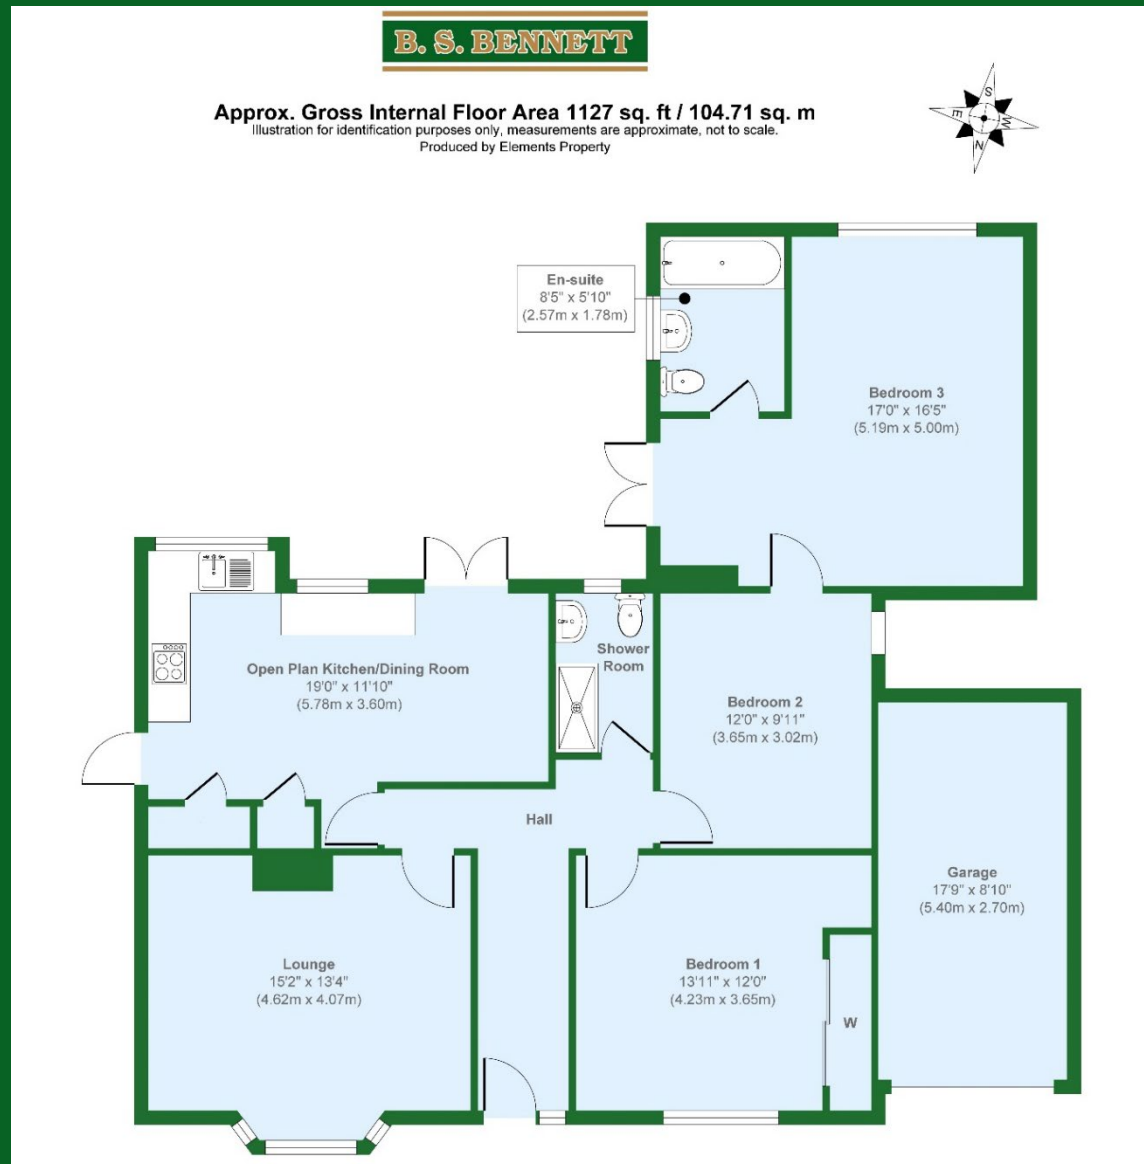 B. S. BENNETT
Approx. Gross Internal Floor Area 1127 sq. ft / 104.71 sq. m
Illustration for identification purposes only, measurements are approximate, not to scale.
Produced by Elements Property
S
E
W
N
En-suite
8'5" x 5'10"
(2.57m x 1.78m)
Bedroom 3
17'0" x 16'5"
(5.19m x 5.00m)
Open Plan Kitchen/Dining Room
19'0" x 11'10"
(5.78m x 3.60m)
Shower
Room
Bedroom 2
12'0" x 9'11"
(3.65m x 3.02m)
Hall
Garage
17'9" x 8'10"
(5.40m x 2.70m)
Lounge
15'2" x 13'4"
(4.62m x 4.07m)
Bedroom 1
13'11" x 12'0"
(4.23m x 3.65m)
W